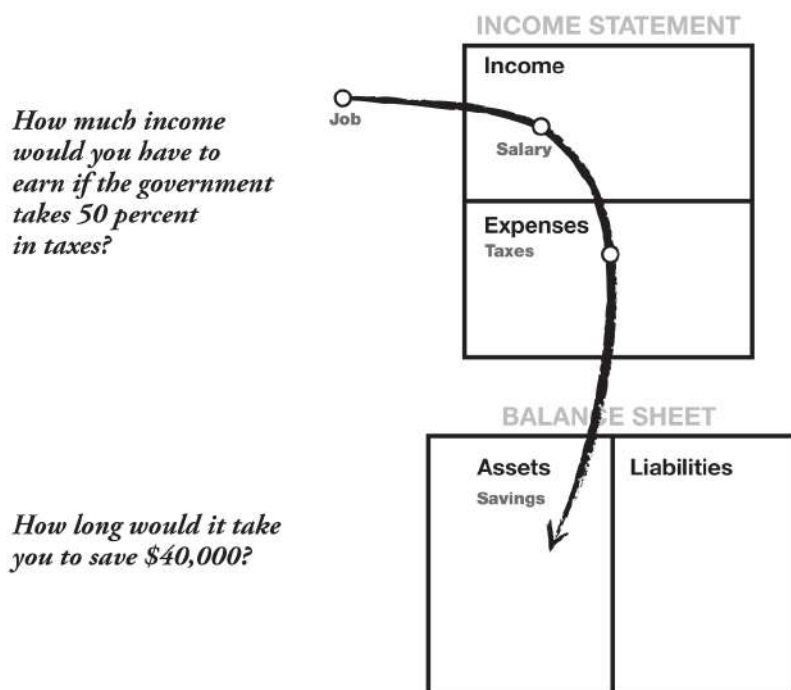 INCOME STATEMENT
Income
How much income
would you have to
earn if the government
takes 50 percent
in taxes?
Job
Salary
Expenses
Taxes
BALANCE SHEET
Assets
Liabilities
Savings
How long would it take
you to save $40,000?